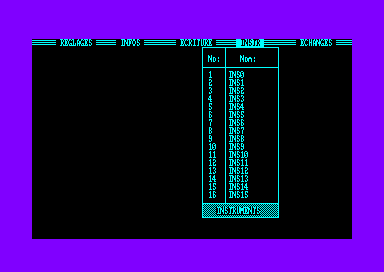 REGLAGES INFOS ECRITURE INSTR ECHANGES
No: Nom:
1 INS0
2 INS1
3 INS2
4 INS3
5 INS4
6 INS5
7 INS6
8 INS7
9 INS8
10 INS9
11 INS10
12 INS11
13 INS12
14 INS13
15 INS14
16 INS15
INSTRUMENTS